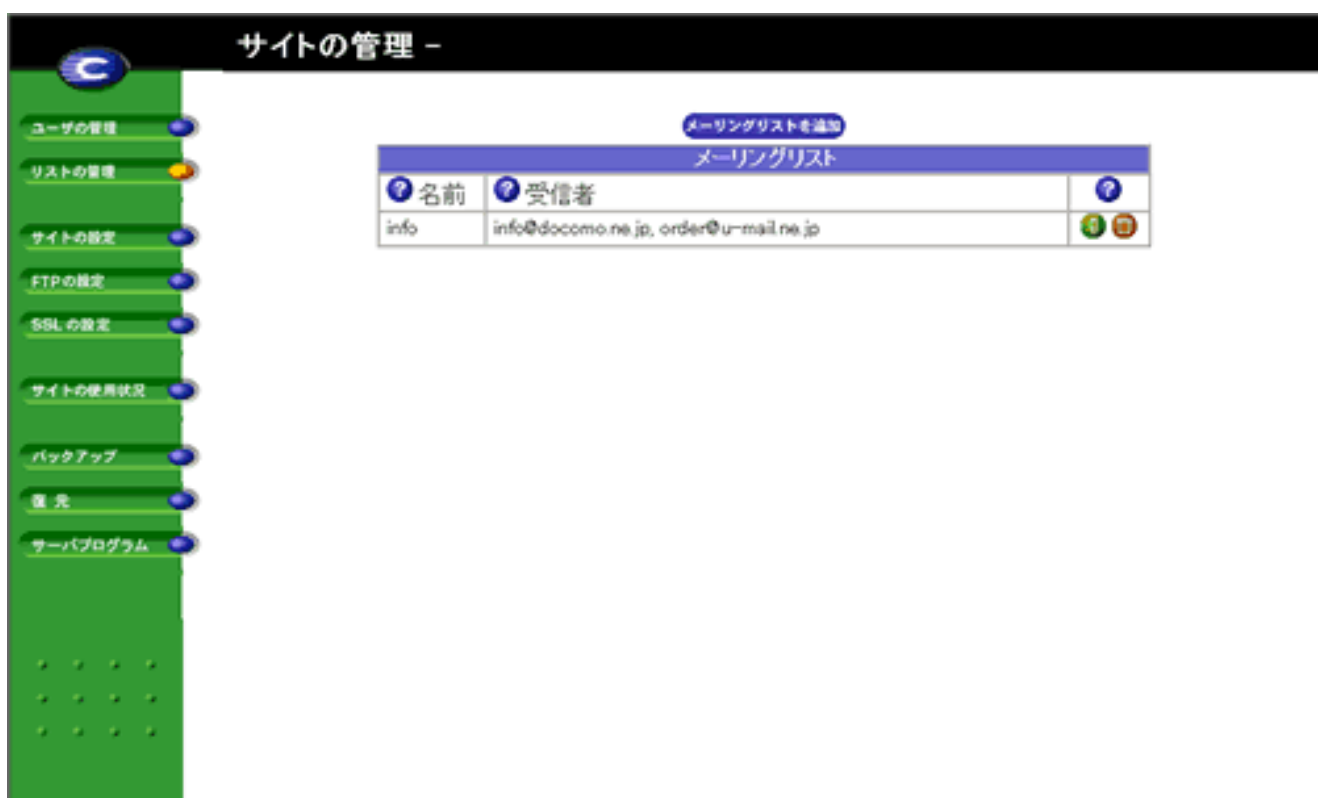 サイトの管理 -
C
ユーザの管理
リストの管理
サイトの設定
FTPの設定
SSLの設定
サイトの使用状況
バックアップ
復元
サーバプログラム
メーリングリストを追加
メーリングリスト
? 名前 ? 受信者 ?
info info@docomo.ne.jp, order@u-mail.ne.jp